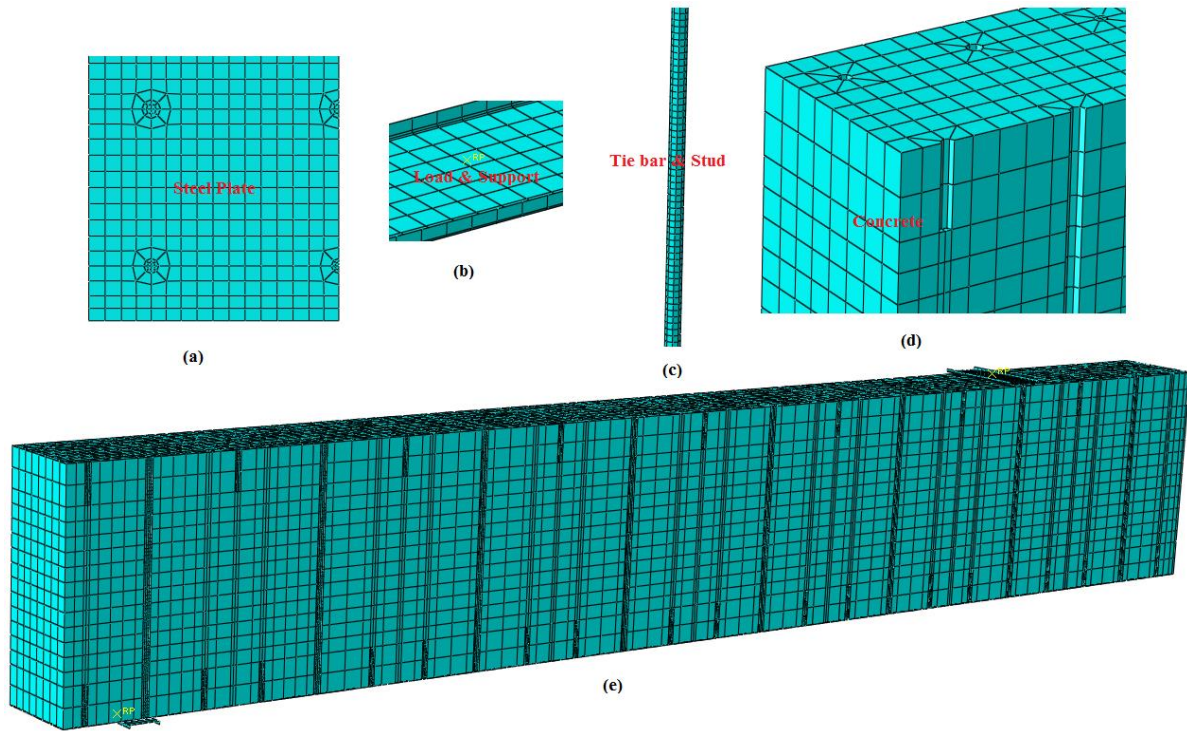 Steel Plate
(a)
RP
Load & Support
(b)
Tie bar & Stud
(c)
Concrete
(d)
RP
RP
(e)